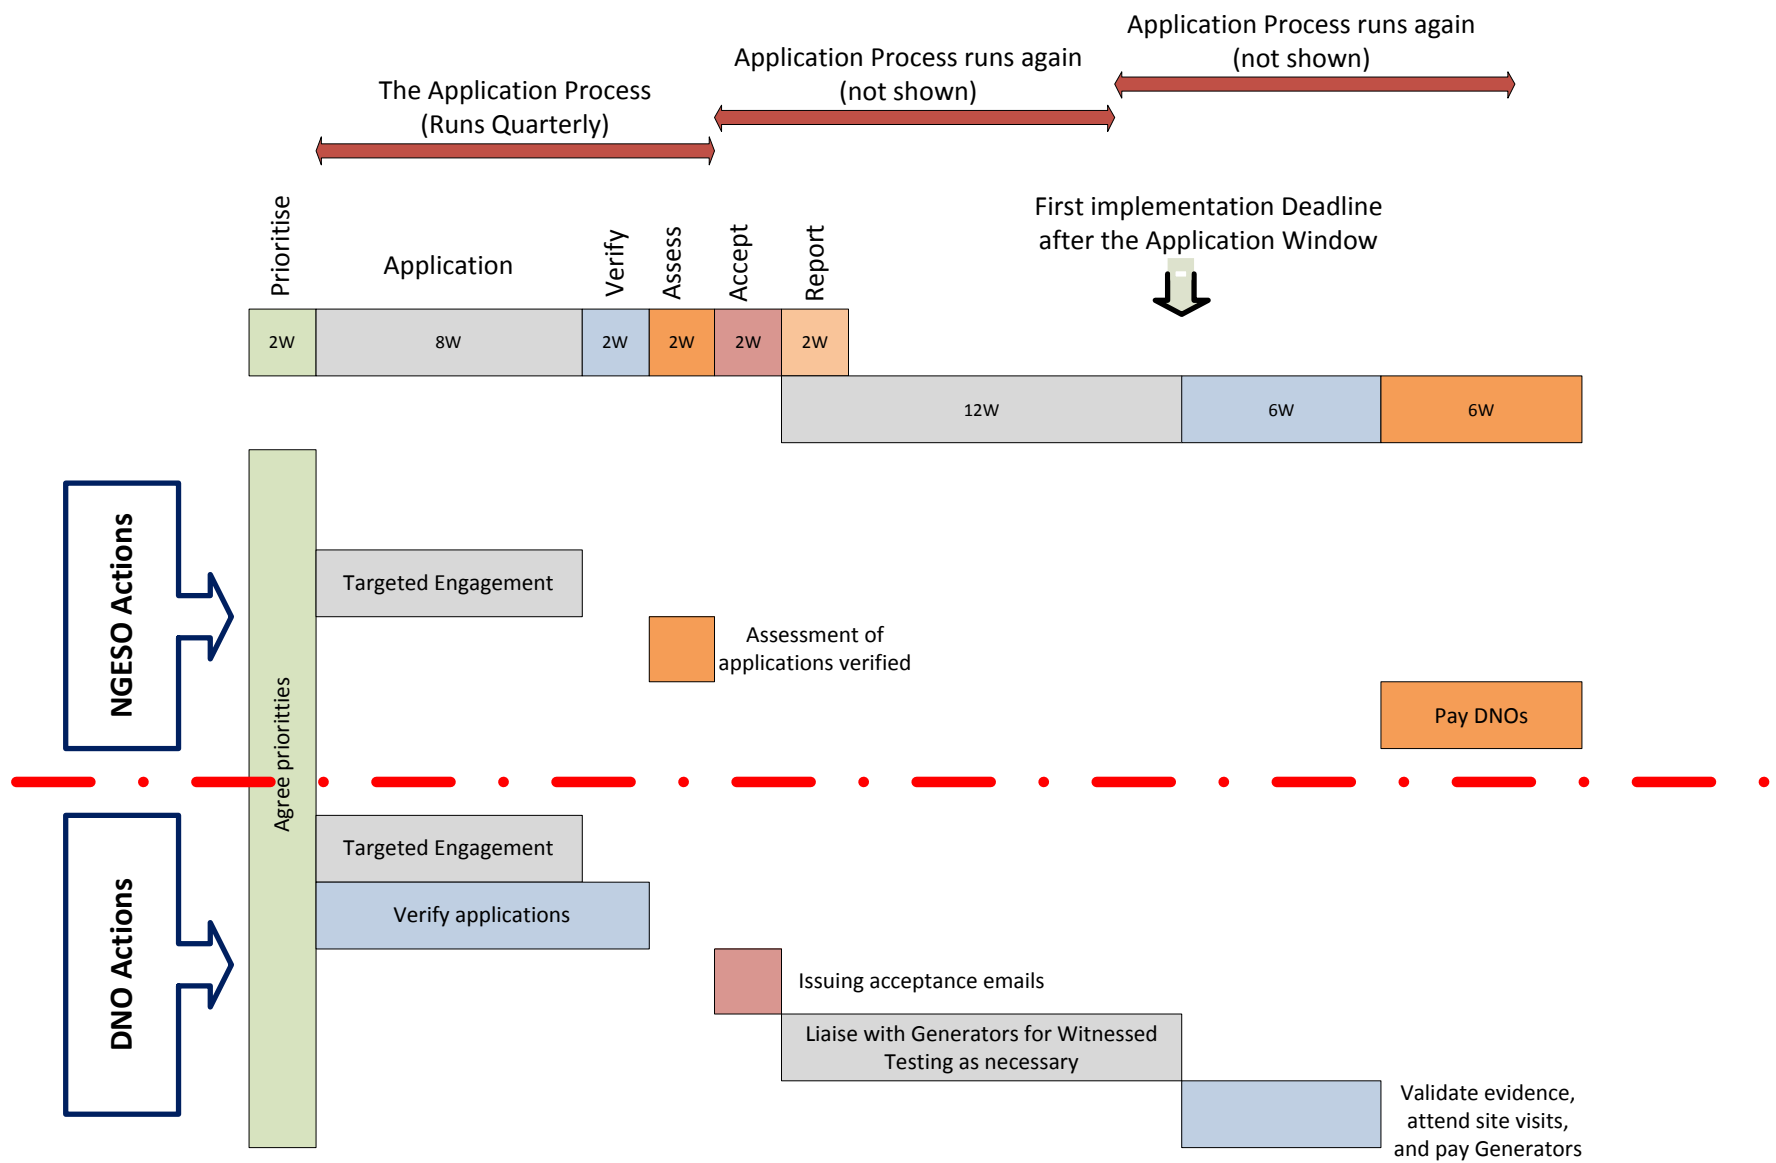 Application Process runs again
(not shown)
Application Process runs again
(not shown)
The Application Process
(Runs Quarterly)
First implementation Deadline
after the Application Window
Prioritise
Application
Verify
Assess
Accept
Report
2W
8W
2W
2W
2W
2W
12W
6W
6W
NGESO Actions
Targeted Engagement
Assessment of
applications verified
Pay DNOs
Agree prioritties
DNO Actions
Targeted Engagement
Verify applications
Issuing acceptance emails
Liaise with Generators for Witnessed
Testing as necessary
Validate evidence,
attend site visits,
and pay Generators